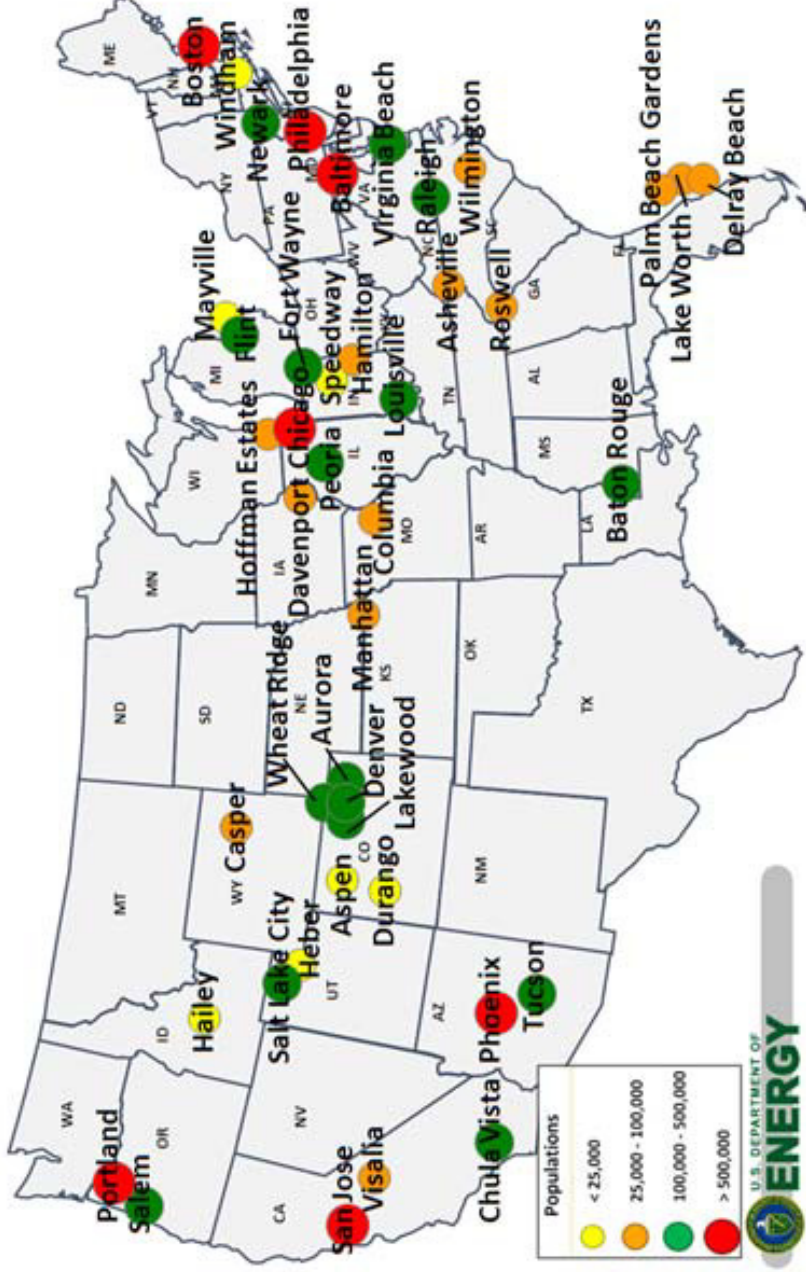 WA
Portland
Salem
OR
CA
San Jose
Visalia
NV
Chula Vista
ID
Hailey
MT
WY
Casper
Salt Lake City
Heber
UT
AZ
Phoenix
Tucson
NM
CO
Aspen
Durango
Wheat Ridge
Aurora
Denver
Lakewood
ND
SD
NE
KS
Manhattan
OK
TX
MN
IA
Davenport
MO
Columbia
AR
LA
Baton Rouge
WI
Hoffman Estates
Chicago
Peoria
IL
MI
Mayville
Flint
Fort Wayne
Speedway
Hamilton
IN
OH
Louisville
TN
MS
AL
GA
Roswell
Asheville
NC
SC
Raleigh
Wilmington
Virginia Beach
VA
WV
Baltimore
MD
Philadelphia
PA
Newark
NY
Windham
Boston
NH
VT
ME
FL
Palm Beach Gardens
Lake Worth
Delray Beach
Populations
< 25,000
25,000 - 100,000
100,000 - 500,000
> 500,000
U.S. DEPARTMENT OF
ENERGY